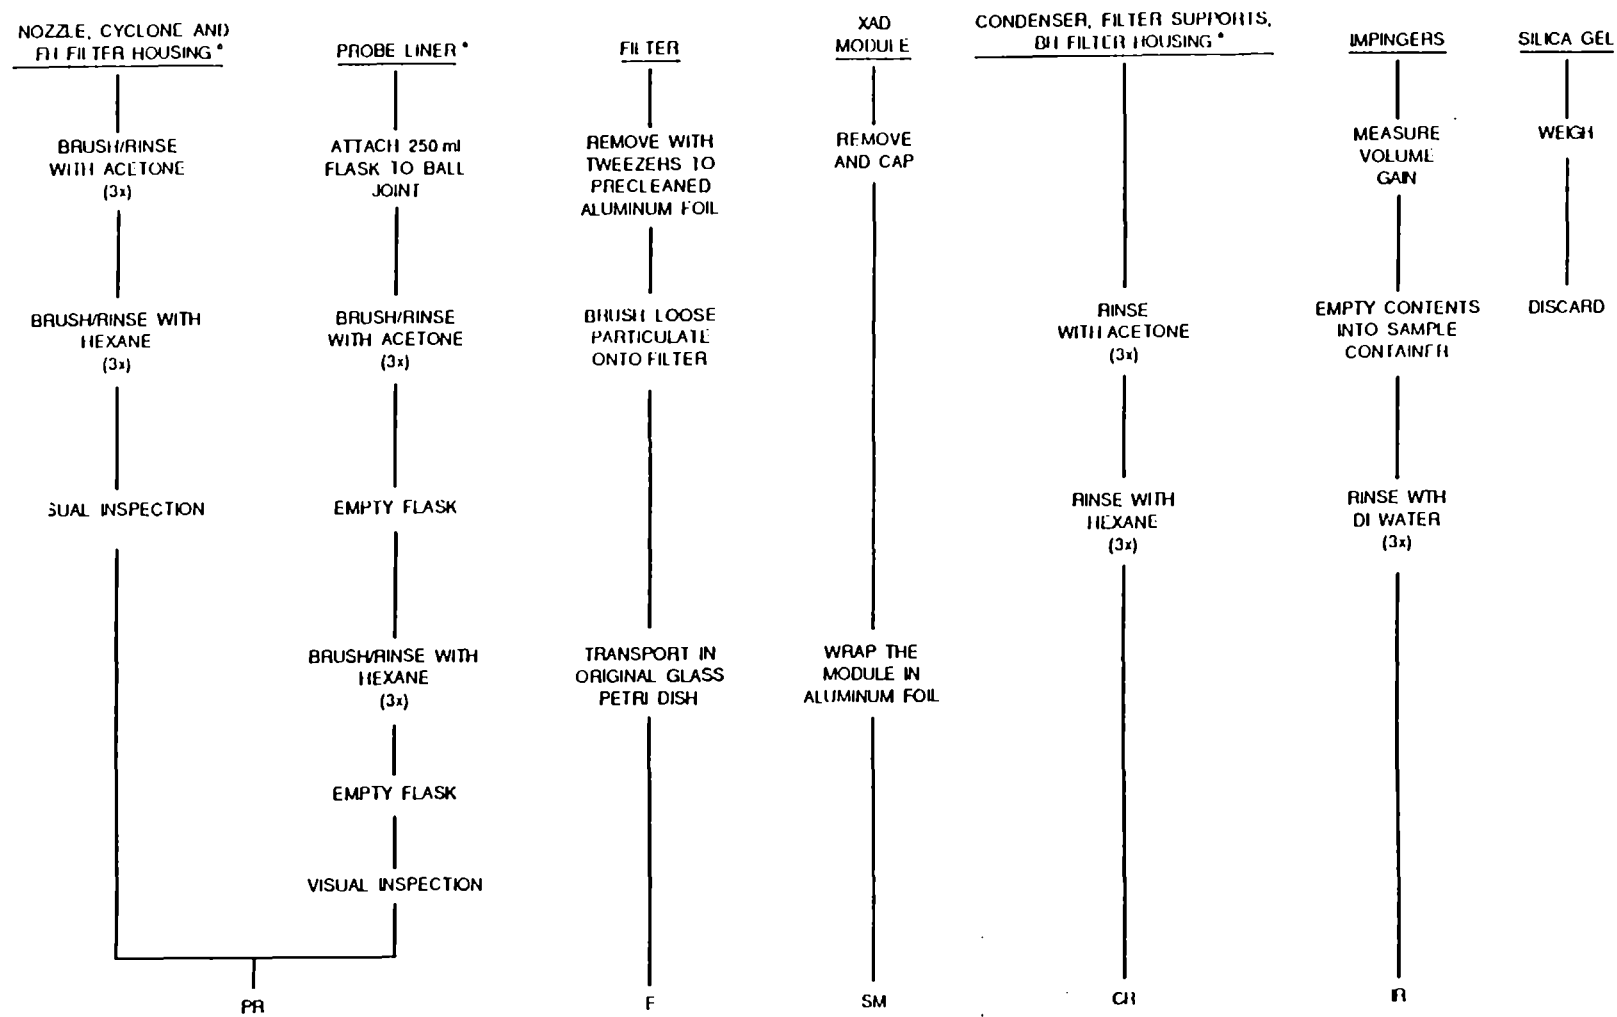 NOZZLE, CYCLONE AND
FH FILTER HOUSING *
BRUSH/RINSE
WITH ACETONE
(3x)
BRUSH/RINSE WITH
HEXANE
(3x)
SUAL INSPECTION
PROBE LINER *
ATTACH 250 ml
FLASK TO BALL
JOINT
BRUSH/RINSE
WITH ACETONE
(3x)
EMPTY FLASK
BRUSH/RINSE WITH
HEXANE
(3x)
EMPTY FLASK
VISUAL INSPECTION
PR
FILTER
REMOVE WITH
TWEEZERS TO
PRECLEANED
ALUMINUM FOIL
BRUSH LOOSE
PARTICULATE
ONTO FILTER
TRANSPORT IN
ORIGINAL GLASS
PETRI DISH
F
XAD
MODULE
REMOVE
AND CAP
WRAP THE
MODULE IN
ALUMINUM FOIL
SM
CONDENSER, FILTER SUPPORTS,
BH FILTER HOUSING *
RINSE
WITH ACETONE
(3x)
RINSE WITH
HEXANE
(3x)
CR
IMPINGERS
MEASURE
VOLUME
GAIN
EMPTY CONTENTS
INTO SAMPLE
CONTAINER
RINSE WTH
DI WATER
(3x)
IR
SILICA GEL
WEIGH
DISCARD